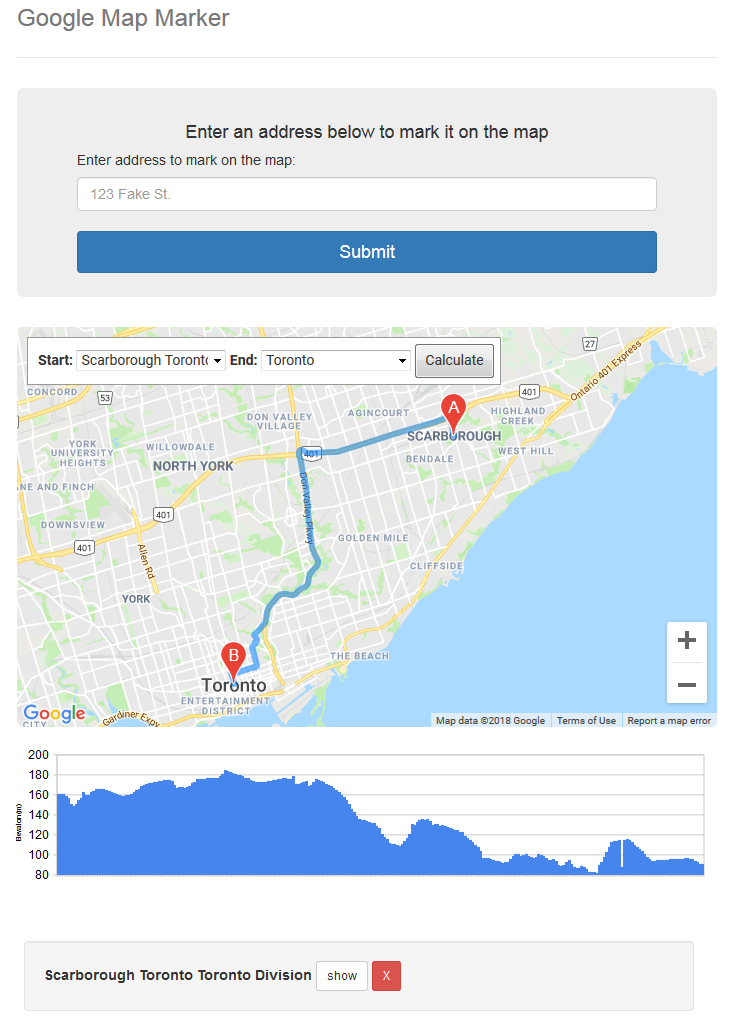 Google Map Marker
Enter an address below to mark it on the map
Enter address to mark on the map:
123 Fake St.
Submit
Start: Scarborough Toronto End: Toronto Calculate
27
Ontario 401 Express
CONCORD
53
A
401
DON VALLEY
VILLAGE
AGINCOURT
HIGHLAND
CREEK
YORK
UNIVERSITY
HEIGHTS
WILLOWDALE
SCARBOROUGH
NORTH YORK
401
BENDALE
WEST HILL
NE AND FINCH
Don Valley Pkwy
401
DOWNSVIEW
401
Allen Rd
GOLDEN MILE
CLIFFSIDE
YORK
B
THE BEACH
Toronto
ENTERTAINMENT
DISTRICT
Google
CITY
Gardiner Expy
+
−
Map data ©2018 Google Terms of Use Report a map error
200
180
160
140
120
100
80
Elevation(m)
Scarborough Toronto Toronto Division show X